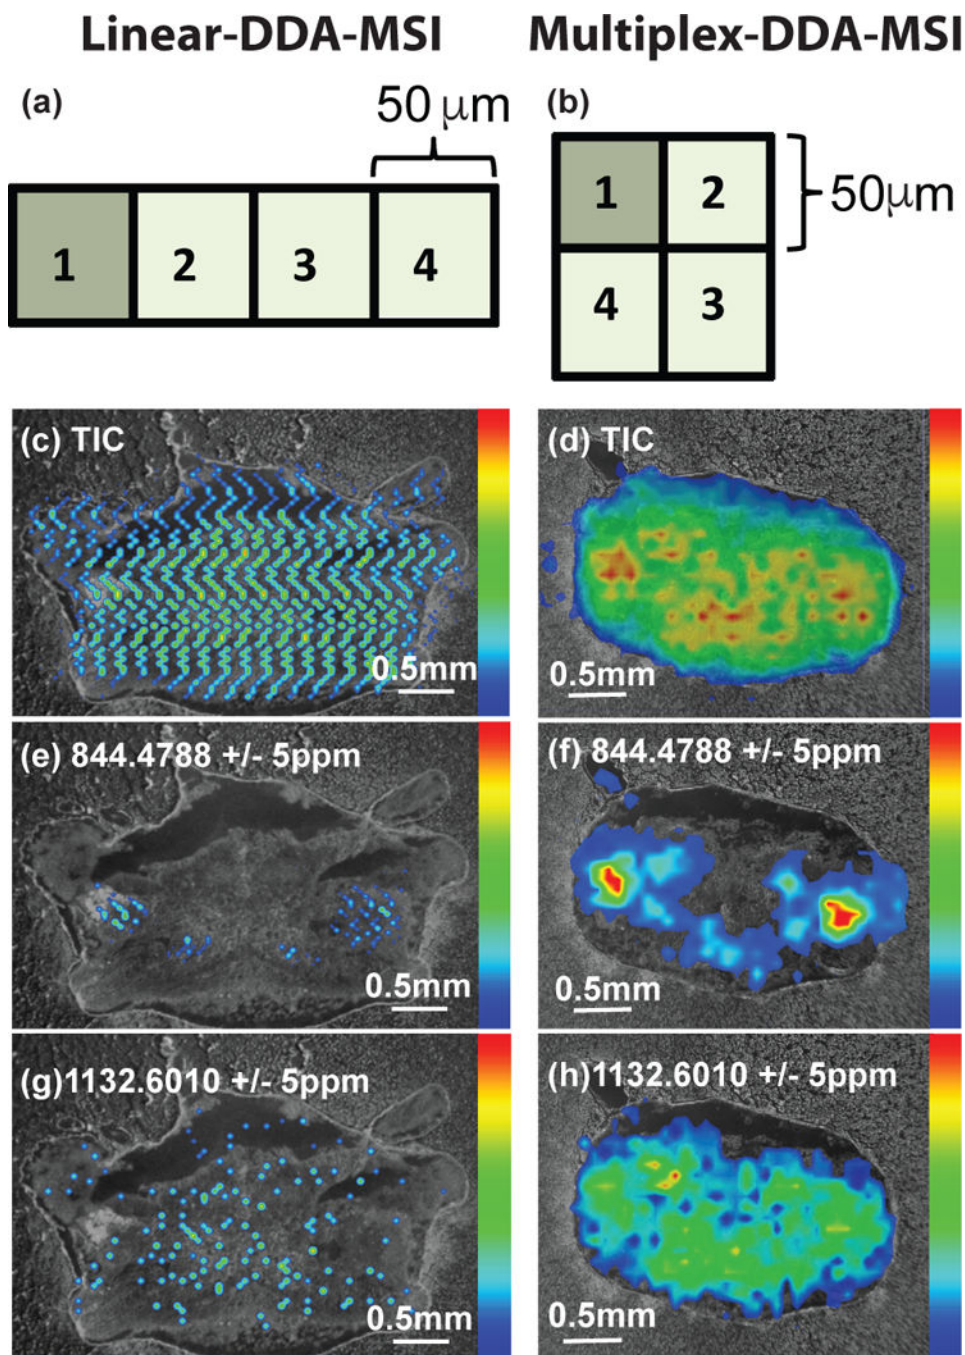 Linear-DDA-MSI Multiplex-DDA-MSI
(a) 50 μm
1 2 3 4
(b)
1 2
50μm
4 3
(c) TIC
0.5mm
(d) TIC
0.5mm
(e) 844.4788 +/- 5ppm
0.5mm
(f) 844.4788 +/- 5ppm
0.5mm
(g)1132.6010 +/- 5ppm
0.5mm
(h)1132.6010 +/- 5ppm
0.5mm